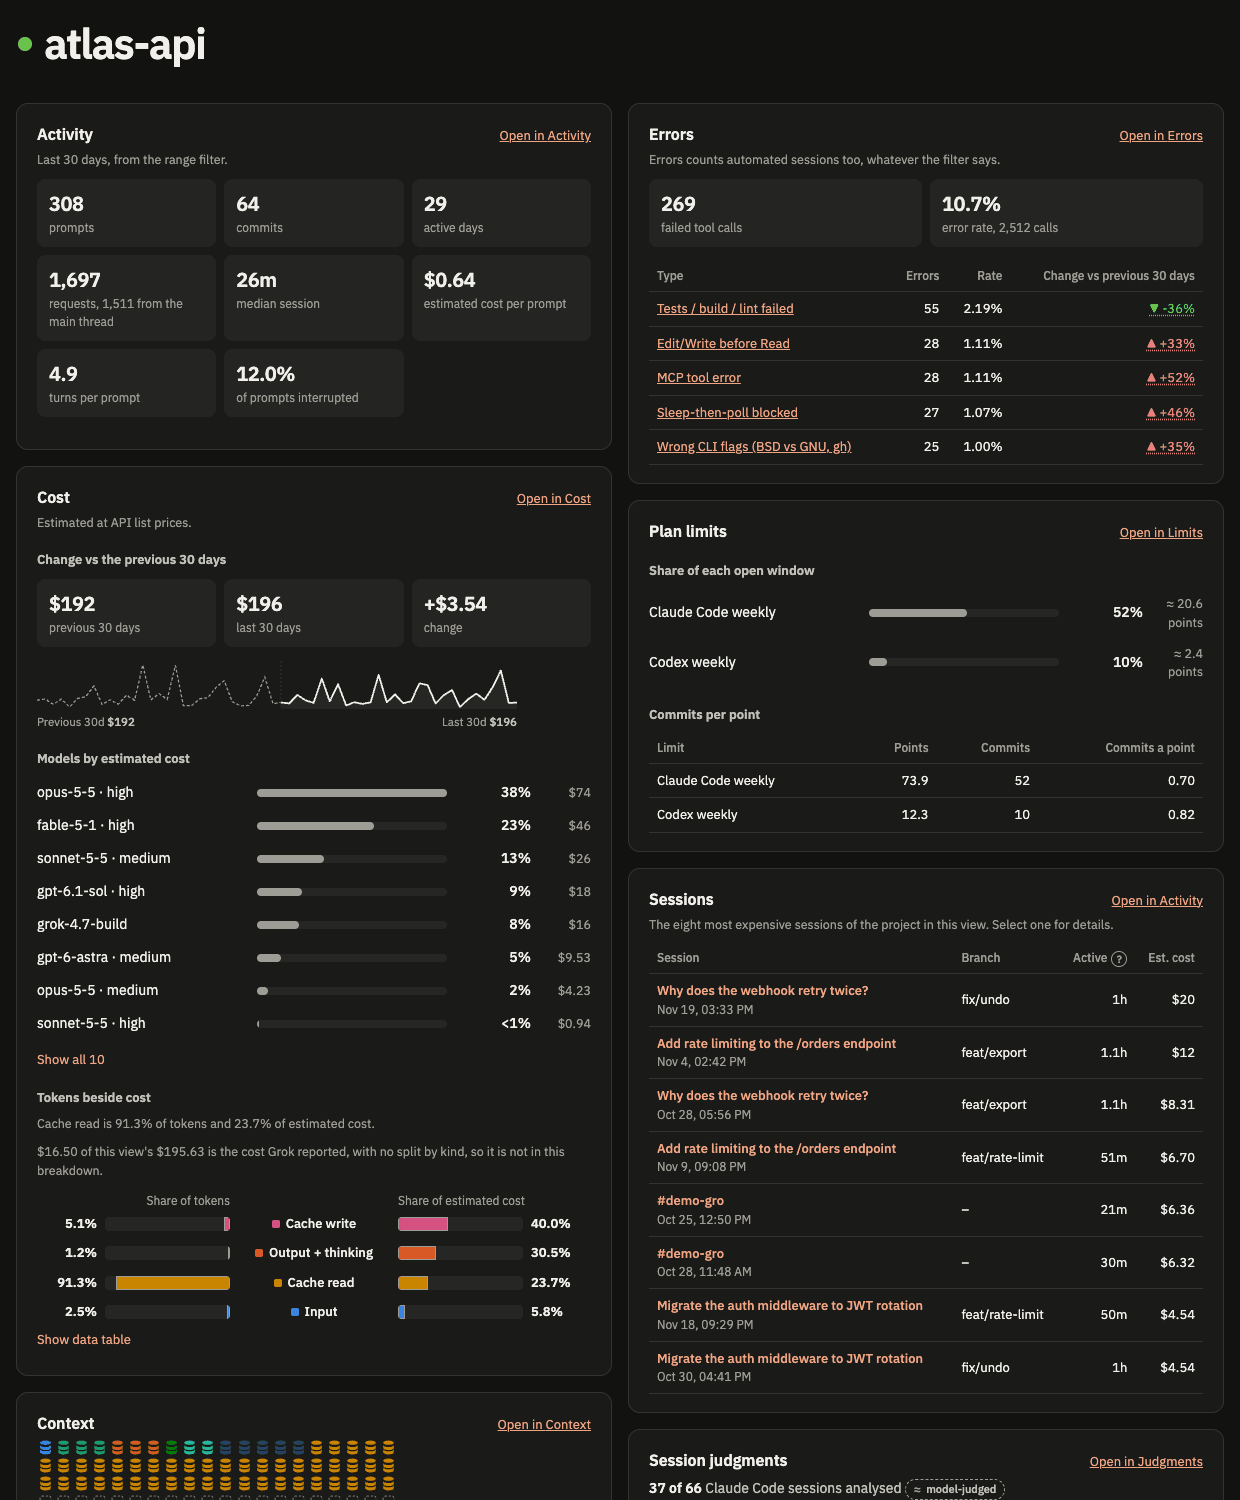 atlas-api
Activity
Open in Activity
Last 30 days, from the range filter.
308
prompts
64
commits
29
active days
1,697
requests, 1,511 from the
main thread
26m
median session
$0.64
estimated cost per prompt
4.9
turns per prompt
12.0%
of prompts interrupted
Cost
Open in Cost
Estimated at API list prices.
Change vs the previous 30 days
$192
previous 30 days
$196
last 30 days
+$3.54
change
Previous 30d $192
Last 30d $196
Models by estimated cost
opus-5-5 · high 38% $74
fable-5-1 · high 23% $46
sonnet-5-5 · medium 13% $26
gpt-6.1-sol · high 9% $18
grok-4.7-build 8% $16
gpt-6-astra · medium 5% $9.53
opus-5-5 · medium 2% $4.23
sonnet-5-5 · high <1% $0.94
Show all 10
Tokens beside cost
Cache read is 91.3% of tokens and 23.7% of estimated cost.
$16.50 of this view's $195.63 is the cost Grok reported, with no split by kind, so it is not in this
breakdown.
Share of tokens Share of estimated cost
5.1% Cache write 40.0%
1.2% Output + thinking 30.5%
91.3% Cache read 23.7%
2.5% Input 5.8%
Show data table
Context
Open in Context
Errors
Open in Errors
Errors counts automated sessions too, whatever the filter says.
269
failed tool calls
10.7%
error rate, 2,512 calls
Type Errors Rate Change vs previous 30 days
Tests / build / lint failed 55 2.19% ▼ -36%
Edit/Write before Read 28 1.11% ▲ +33%
MCP tool error 28 1.11% ▲ +52%
Sleep-then-poll blocked 27 1.07% ▲ +46%
Wrong CLI flags (BSD vs GNU, gh) 25 1.00% ▲ +35%
Plan limits
Open in Limits
Share of each open window
Claude Code weekly 52% ≈ 20.6
points
Codex weekly 10% ≈ 2.4
points
Commits per point
Limit Points Commits Commits a point
Claude Code weekly 73.9 52 0.70
Codex weekly 12.3 10 0.82
Sessions
Open in Activity
The eight most expensive sessions of the project in this view. Select one for details.
Session Branch Active ? Est. cost
Why does the webhook retry twice?
Nov 19, 03:33 PM
fix/undo 1h $20
Add rate limiting to the /orders endpoint
Nov 4, 02:42 PM
feat/export 1.1h $12
Why does the webhook retry twice?
Oct 28, 05:56 PM
feat/export 1.1h $8.31
Add rate limiting to the /orders endpoint
Nov 9, 09:08 PM
feat/rate-limit 51m $6.70
#demo-gro
Oct 25, 12:50 PM
– 21m $6.36
#demo-gro
Oct 28, 11:48 AM
– 30m $6.32
Migrate the auth middleware to JWT rotation
Nov 18, 09:29 PM
feat/rate-limit 50m $4.54
Migrate the auth middleware to JWT rotation
Oct 30, 04:41 PM
fix/undo 1h $4.54
Session judgments
Open in Judgments
37 of 66 Claude Code sessions analysed ≈ model-judged